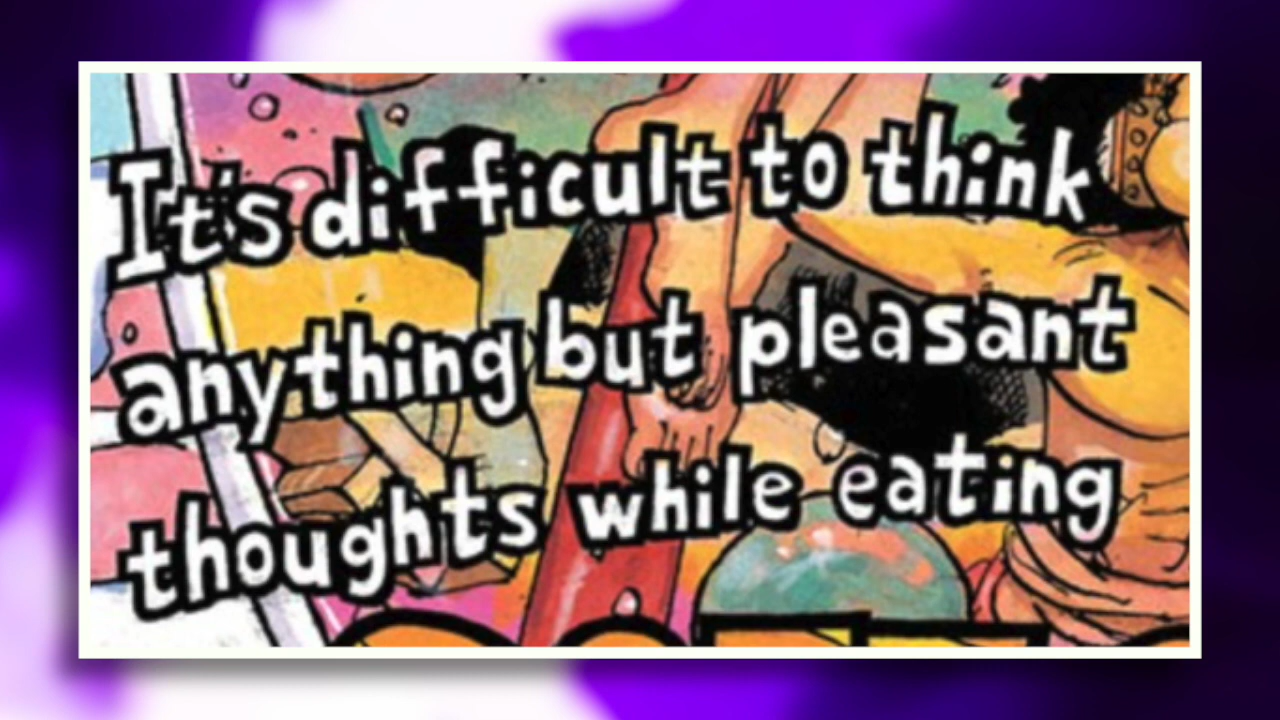 It's difficult to think
anything but pleasant
thoughts while eating